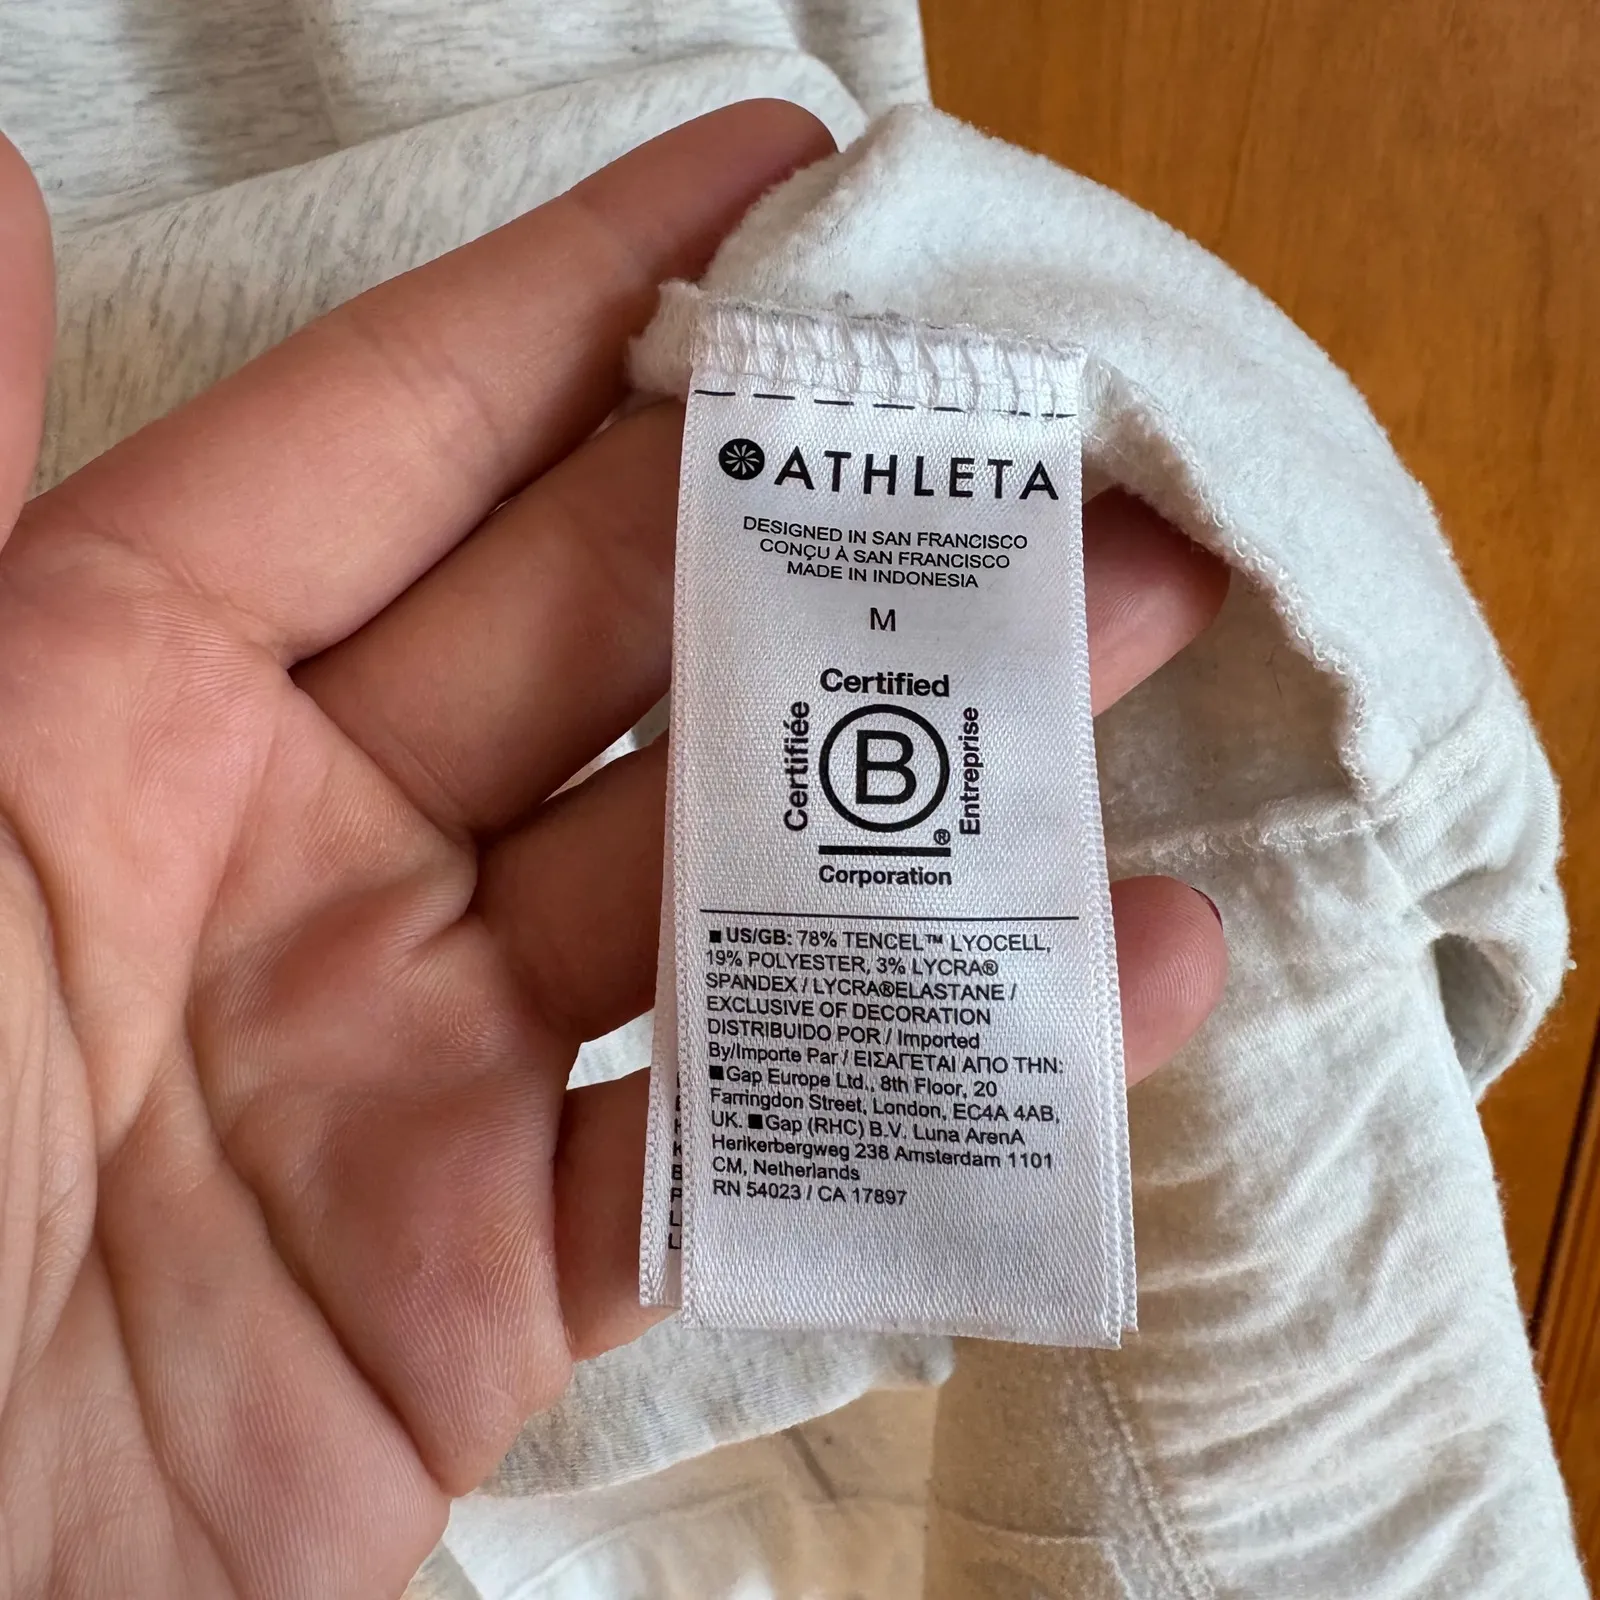 ATHLETA
DESIGNED IN SAN FRANCISCO
CONÇU À SAN FRANCISCO
MADE IN INDONESIA
M
Certified
Certifiée
B
Entreprise
®
Corporation
■ US/GB: 78% TENCEL™ LYOCELL,
19% POLYESTER, 3% LYCRA®
SPANDEX / LYCRA®ELASTANE /
EXCLUSIVE OF DECORATION
DISTRIBUIDO POR / Imported
By/Importe Par / ΕΙΣΑΓΕΤΑΙ ΑΠΟ ΤΗΝ:
■Gap Europe Ltd., 8th Floor, 20
Farringdon Street, London, EC4A 4AB,
UK. ■Gap (RHC) B.V. Luna ArenA
Herikerbergweg 238 Amsterdam 1101
CM, Netherlands
RN 54023 / CA 17897